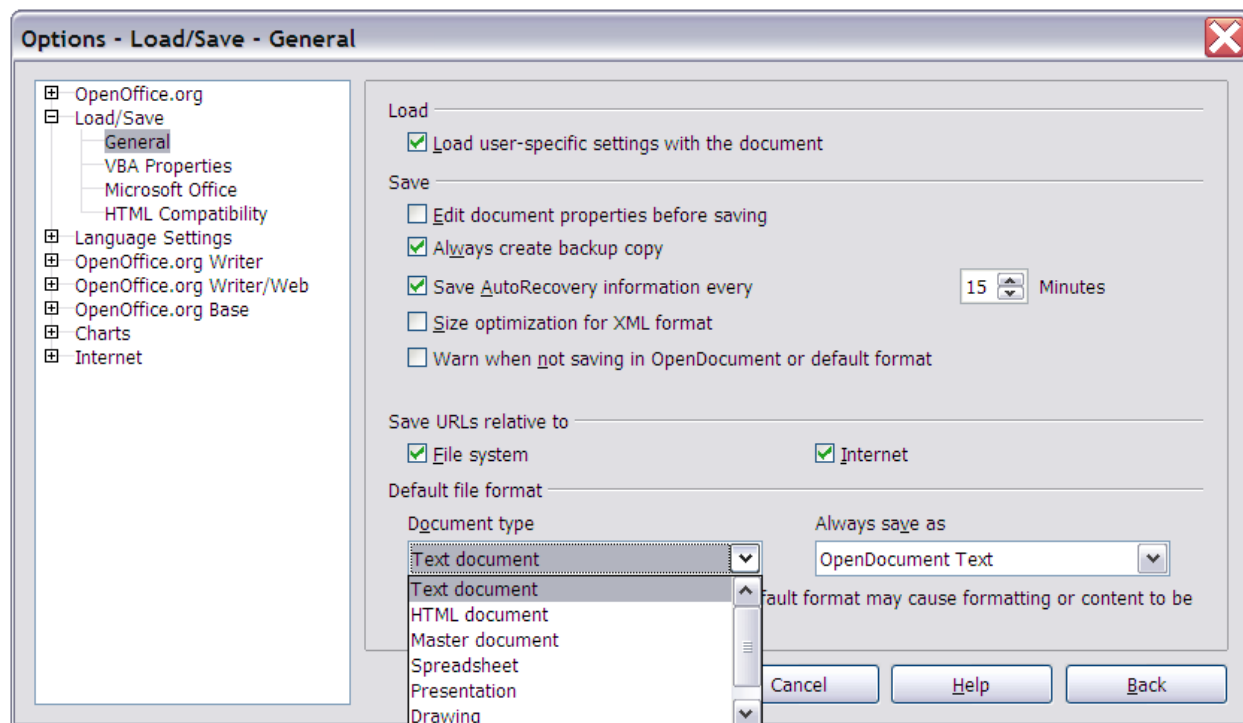 Options - Load/Save - General
OpenOffice.org
Load/Save
General
VBA Properties
Microsoft Office
HTML Compatibility
Language Settings
OpenOffice.org Writer
OpenOffice.org Writer/Web
OpenOffice.org Base
Charts
Internet
Load
Load user-specific settings with the document
Save
Edit document properties before saving
Always create backup copy
Save AutoRecovery information every 15 Minutes
Size optimization for XML format
Warn when not saving in OpenDocument or default format
Save URLs relative to
File system Internet
Default file format
Document type Always save as
Text document OpenDocument Text
Text document
fault format may cause formatting or content to be
HTML document
Master document
Spreadsheet
Presentation
Drawing
Cancel Help Back